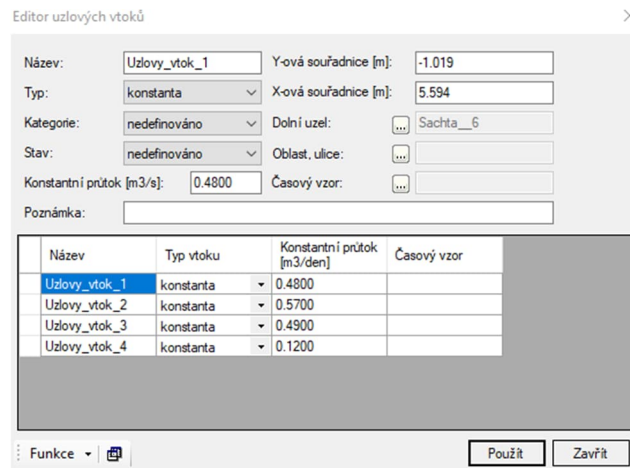 Editor uzlových vtoků
Název: Uzlovy_vtok_1 Y-ová souřadnice [m]: -1.019
Typ: konstanta X-ová souřadnice [m]: 5.594
Kategorie: nedefinováno Dolní uzel: ... Sachta__6
Stav: nedefinováno Oblast, ulice: ...
Konstantní průtok [m3/s]: 0.4800 Časový vzor: ...
Poznámka:
Název Typ vtoku Konstantní průtok [m3/den] Časový vzor
Uzlovy_vtok_1 konstanta 0.4800
Uzlovy_vtok_2 konstanta 0.5700
Uzlovy_vtok_3 konstanta 0.4900
Uzlovy_vtok_4 konstanta 0.1200
Funkce Použít Zavřít